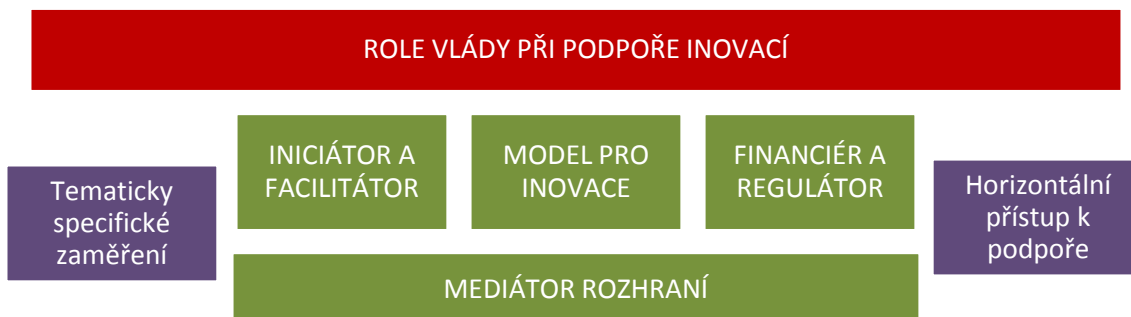 ROLE VLÁDY PŘI PODPOŘE INOVACÍ
INICIÁTOR A
FACILITÁTOR
MODEL PRO
INOVACE
FINANCIÉR A
REGULÁTOR
Tematicky
specifické
zaměření
Horizontální
přístup k
podpoře
MEDIÁTOR ROZHRANÍ